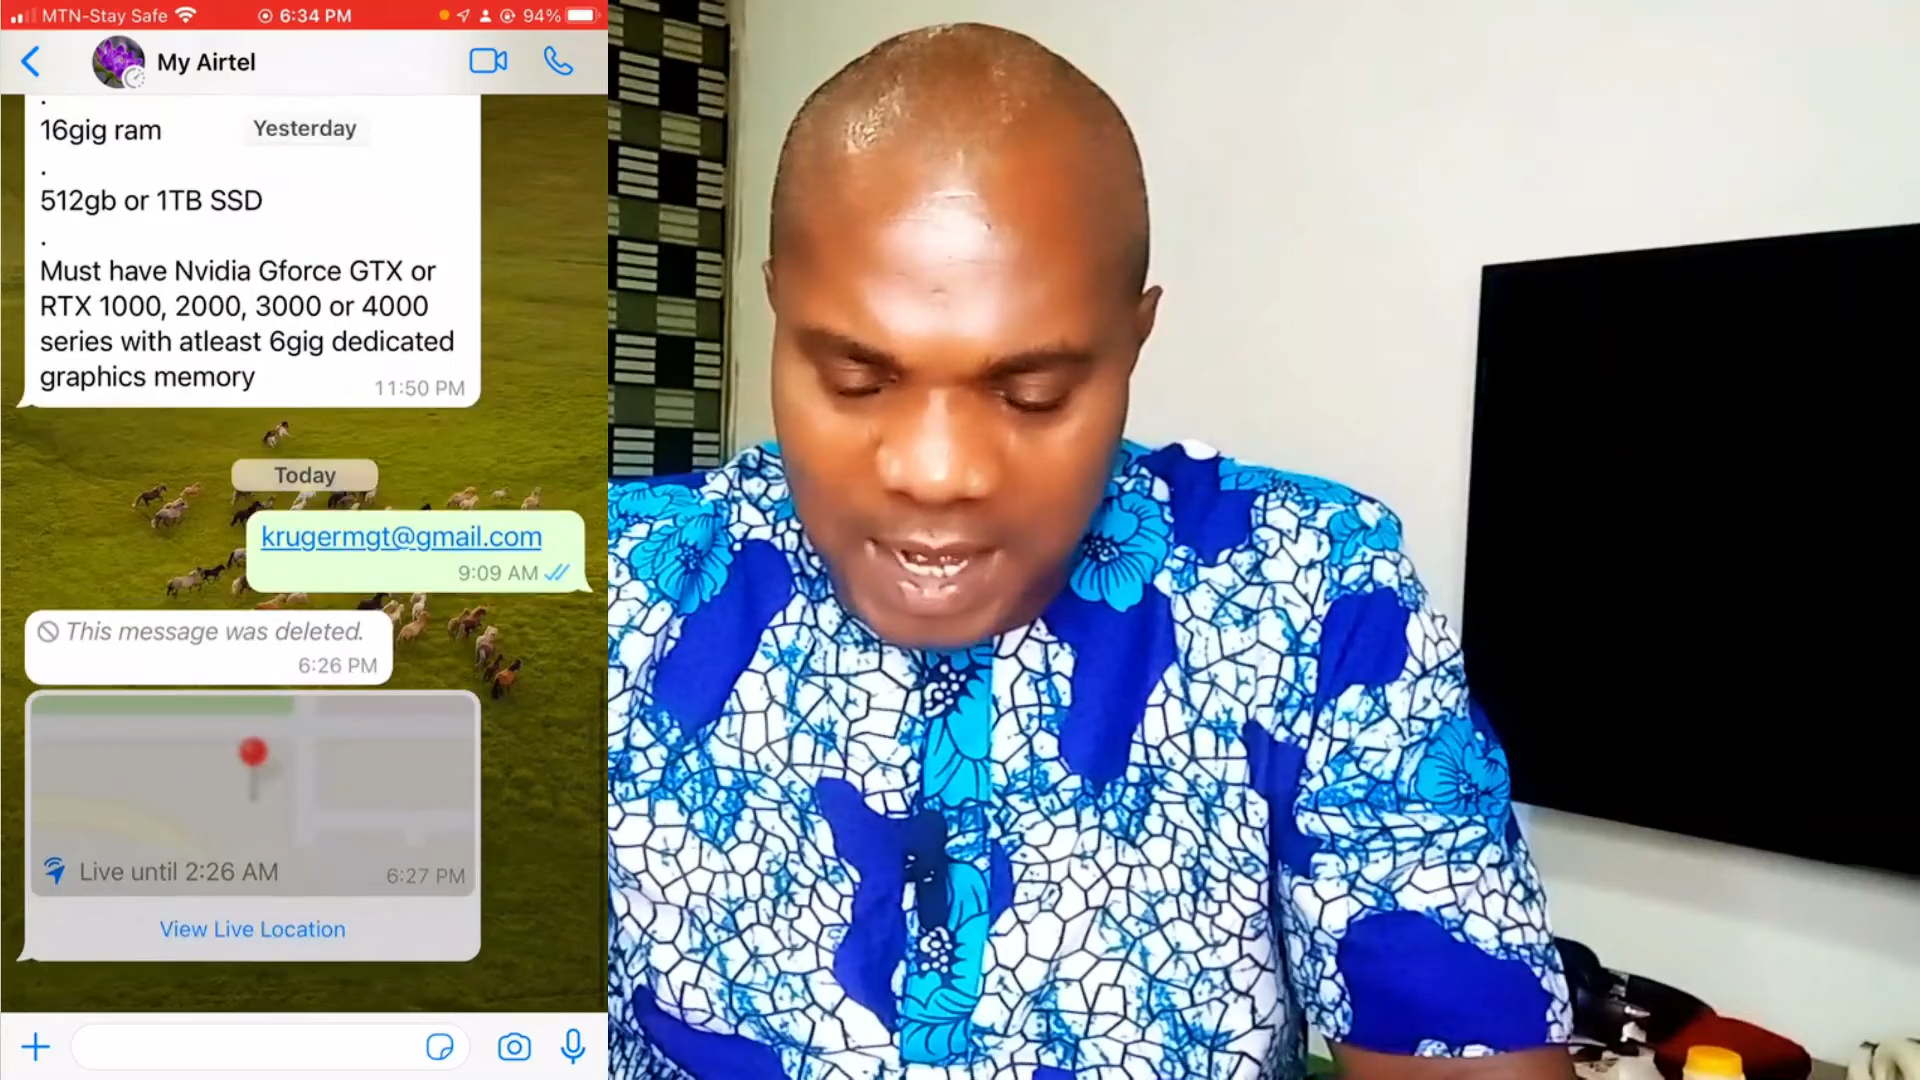 MTN-Stay Safe 6:34 PM 94%
My Airtel
.
16gig ram
Yesterday
.
512gb or 1TB SSD
.
Must have Nvidia Gforce GTX or
RTX 1000, 2000, 3000 or 4000
series with atleast 6gig dedicated
graphics memory
11:50 PM
Today
krugermgt@gmail.com
9:09 AM
This message was deleted.
6:26 PM
Live until 2:26 AM
6:27 PM
View Live Location